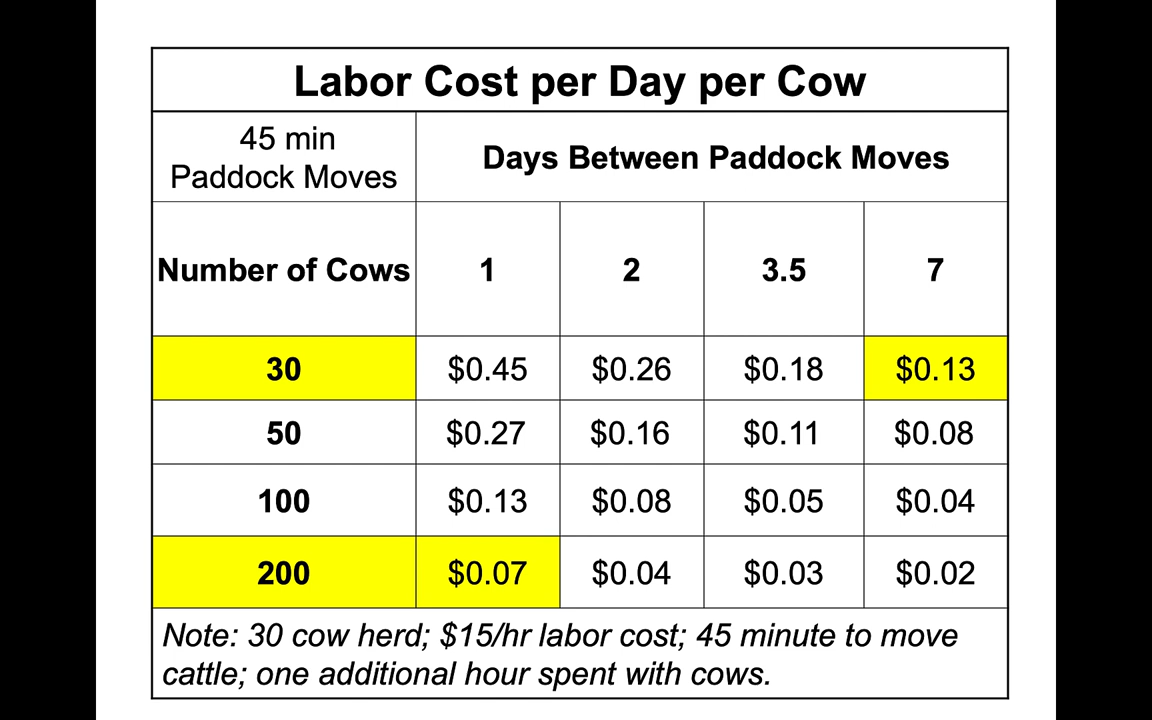 Labor Cost per Day per Cow
45 min
Paddock Moves
Days Between Paddock Moves
Number of Cows 1 2 3.5 7
30 $0.45 $0.26 $0.18 $0.13
50 $0.27 $0.16 $0.11 $0.08
100 $0.13 $0.08 $0.05 $0.04
200 $0.07 $0.04 $0.03 $0.02
Note: 30 cow herd; $15/hr labor cost; 45 minute to move
cattle; one additional hour spent with cows.